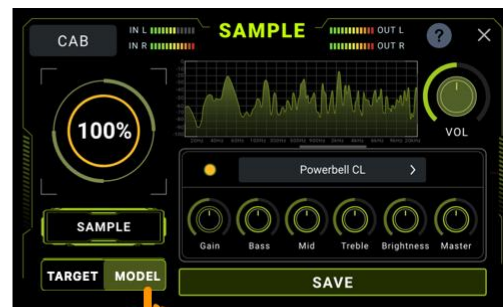 CAB
IN L
IN R
SAMPLE
OUT L
OUT R
?
100%
VOL
Powerbell CL
Gain Bass Mid Treble Brightness Master
SAMPLE
TARGET MODEL
SAVE